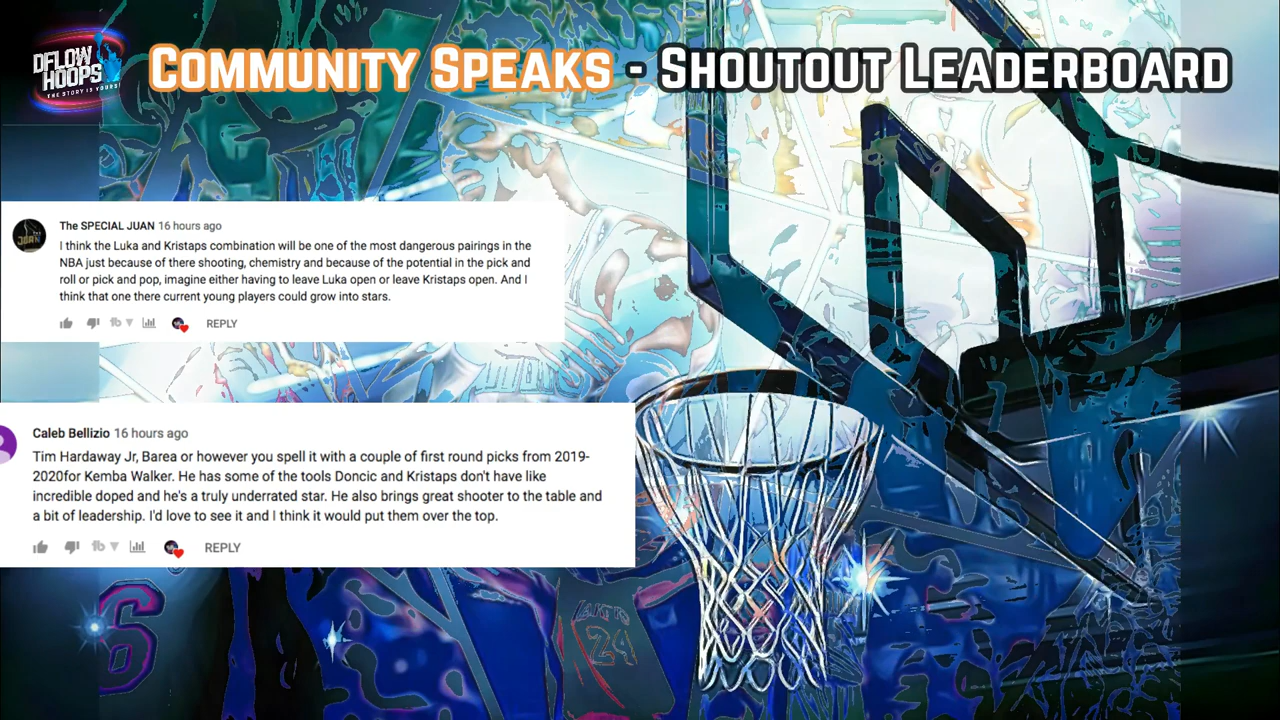 DFLOW
HOOPS
THE STORY IS YOURS!
COMMUNITY SPEAKS - SHOUTOUT LEADERBOARD
The SPECIAL JUAN 16 hours ago
I think the Luka and Kristaps combination will be one of the most dangerous pairings in the
NBA just because of there shooting, chemistry and because of the potential in the pick and
roll or pick and pop, imagine either having to leave Luka open or leave Kristaps open. And I
think that one there current young players could grow into stars.
REPLY
Caleb Bellizio 16 hours ago
Tim Hardaway Jr, Barea or however you spell it with a couple of first round picks from 2019-
2020for Kemba Walker. He has some of the tools Doncic and Kristaps don't have like
incredible doped and he's a truly underrated star. He also brings great shooter to the table and
a bit of leadership. I'd love to see it and I think it would put them over the top.
REPLY
6
24